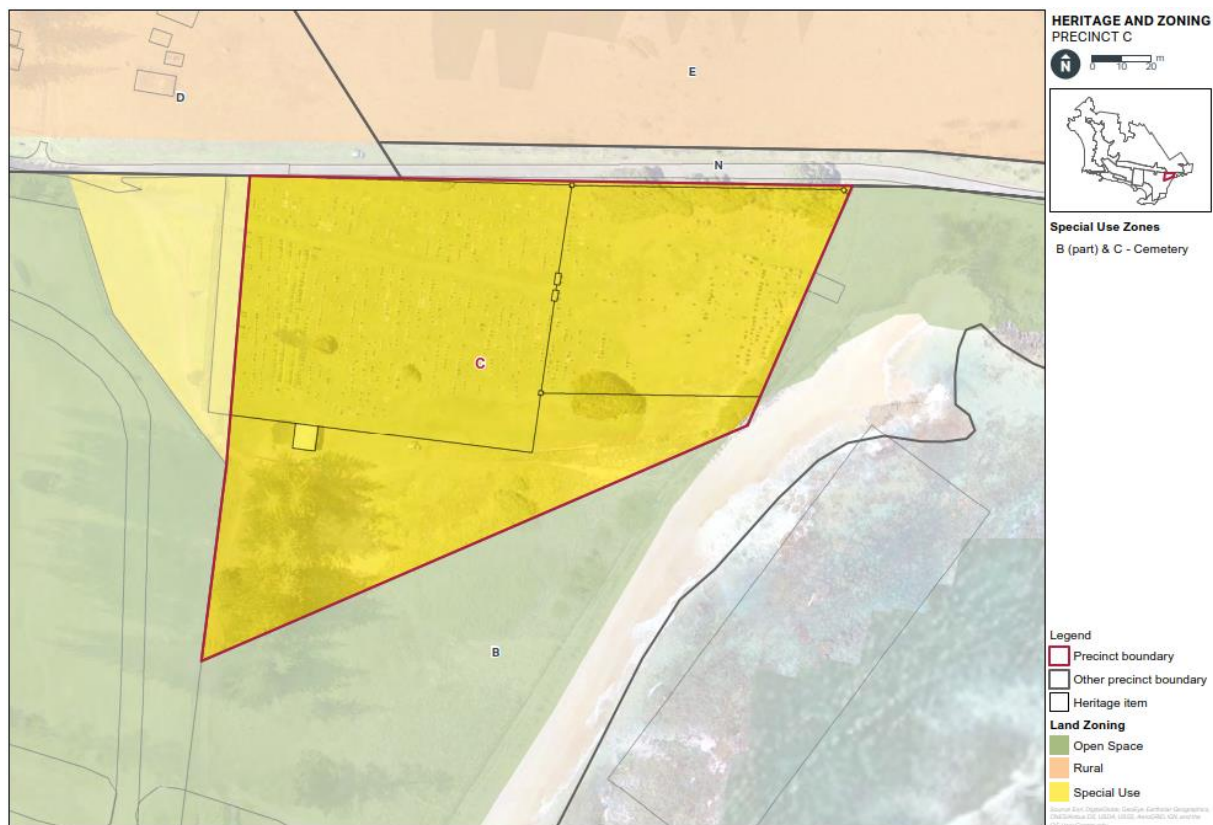 HERITAGE AND ZONING
PRECINCT C
N
0 10 20 m
Special Use Zones
B (part) & C - Cemetery
D
E
N
C
B
Legend
Precinct boundary
Other precinct boundary
Heritage item
Land Zoning
Open Space
Rural
Special Use